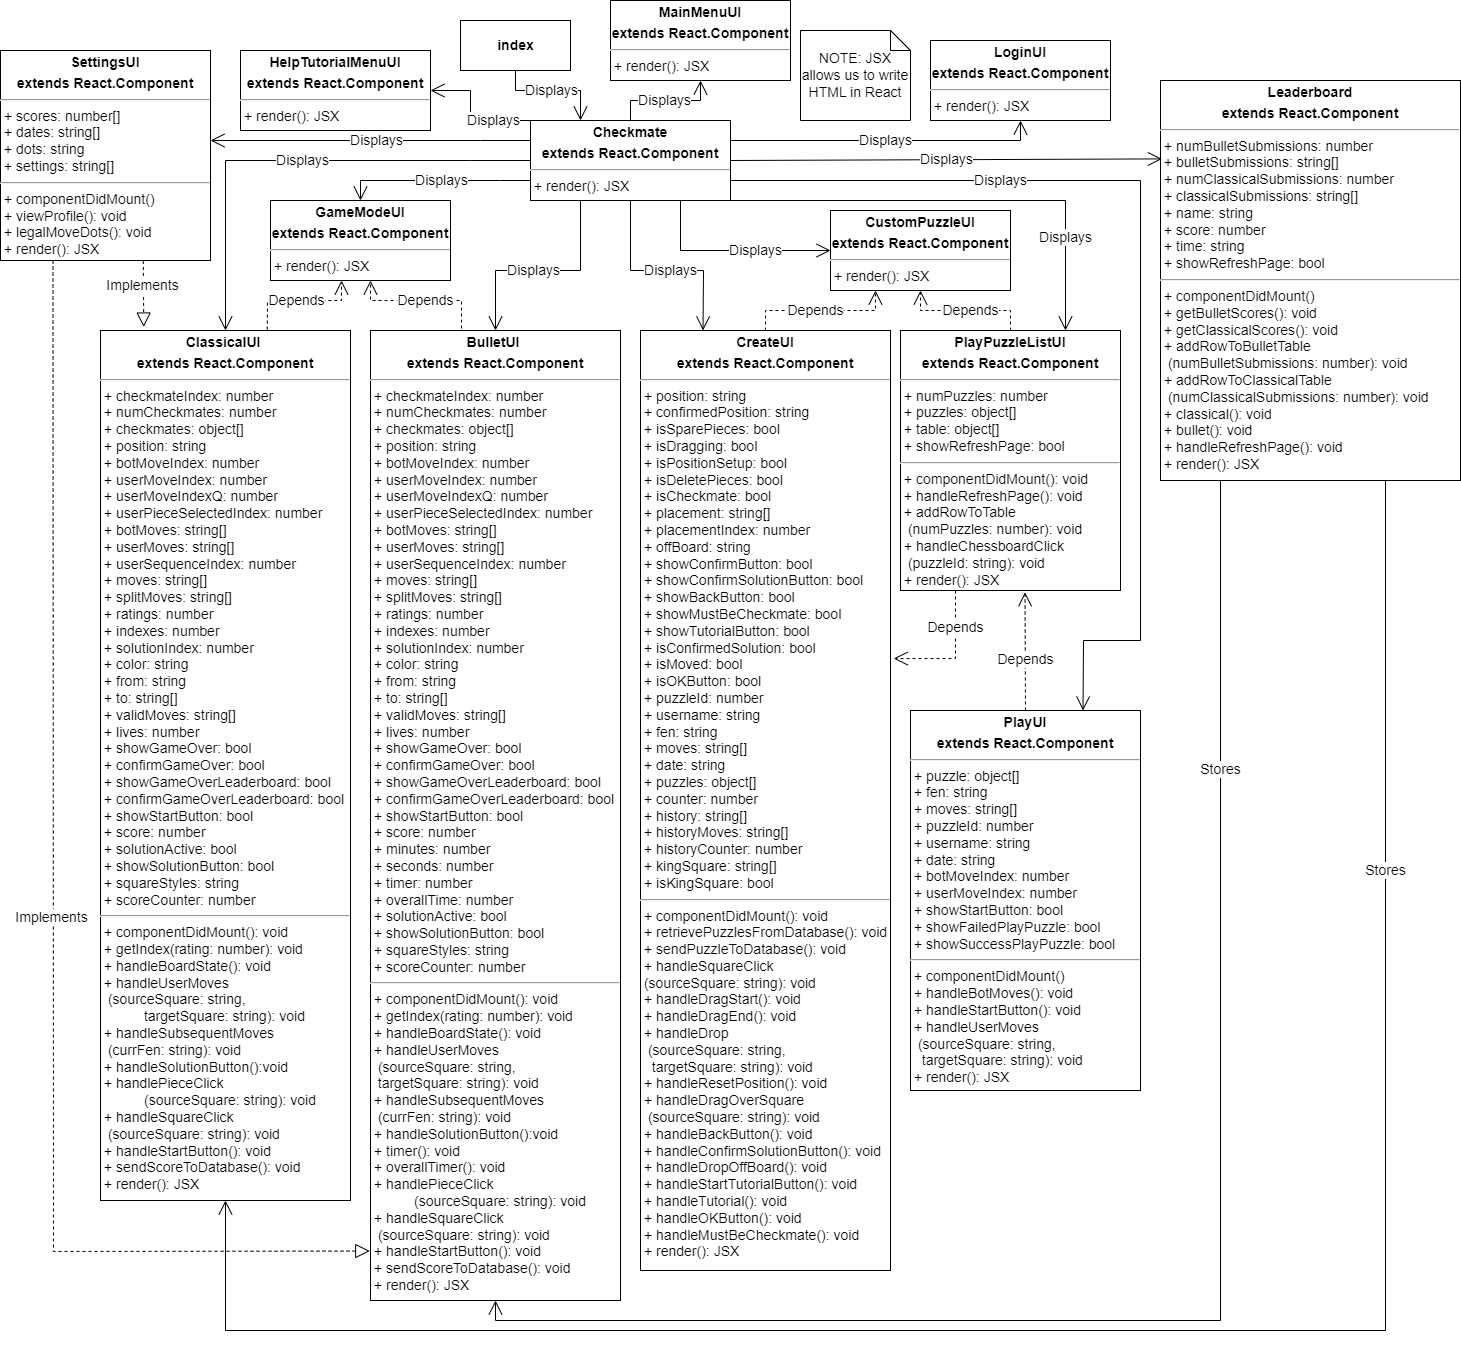 MainMenuUI
extends React.Component
+ render(): JSX
index
NOTE: JSX
allows us to write
HTML in React
LoginUI
extends React.Component
+ render(): JSX
SettingsUI
extends React.Component
+ scores: number[]
+ dates: string[]
+ dots: string
+ settings: string[]
+ componentDidMount()
+ viewProfile(): void
+ legalMoveDots(): void
+ render(): JSX
HelpTutorialMenuUI
extends React.Component
+ render(): JSX
Displays
Displays
Displays
Checkmate
extends React.Component
+ render(): JSX
Displays
Displays
Displays
Displays
Displays
Displays
Displays
Leaderboard
extends React.Component
+ numBulletSubmissions: number
+ bulletSubmissions: string[]
+ numClassicalSubmissions: number
+ classicalSubmissions: string[]
+ name: string
+ score: number
+ time: string
+ showRefreshPage: bool
+ componentDidMount()
+ getBulletScores(): void
+ getClassicalScores(): void
+ addRowToBulletTable
(numBulletSubmissions: number): void
+ addRowToClassicalTable
(numClassicalSubmissions: number): void
+ classical(): void
+ bullet(): void
+ handleRefreshPage(): void
+ render(): JSX
GameModeUI
extends React.Component
+ render(): JSX
CustomPuzzleUI
extends React.Component
+ render(): JSX
Displays
Displays
Displays
Implements
Depends
Depends
Depends
Depends
ClassicalUI
extends React.Component
+ checkmateIndex: number
+ numCheckmates: number
+ checkmates: object[]
+ position: string
+ botMoveIndex: number
+ userMoveIndex: number
+ userMoveIndexQ: number
+ userPieceSelectedIndex: number
+ botMoves: string[]
+ userMoves: string[]
+ userSequenceIndex: number
+ moves: string[]
+ splitMoves: string[]
+ ratings: number
+ indexes: number
+ solutionIndex: number
+ color: string
+ from: string
+ to: string[]
+ validMoves: string[]
+ lives: number
+ showGameOver: bool
+ confirmGameOver: bool
+ showGameOverLeaderboard: bool
+ confirmGameOverLeaderboard: bool
+ showStartButton: bool
+ score: number
+ solutionActive: bool
+ showSolutionButton: bool
+ squareStyles: string
+ scoreCounter: number
+ componentDidMount(): void
+ getIndex(rating: number): void
+ handleBoardState(): void
+ handleUserMoves
(sourceSquare: string,
targetSquare: string): void
+ handleSubsequentMoves
(currFen: string): void
+ handleSolutionButton():void
+ handlePieceClick
(sourceSquare: string): void
+ handleSquareClick
(sourceSquare: string): void
+ handleStartButton(): void
+ sendScoreToDatabase(): void
+ render(): JSX
BulletUI
extends React.Component
+ checkmateIndex: number
+ numCheckmates: number
+ checkmates: object[]
+ position: string
+ botMoveIndex: number
+ userMoveIndex: number
+ userMoveIndexQ: number
+ userPieceSelectedIndex: number
+ botMoves: string[]
+ userMoves: string[]
+ userSequenceIndex: number
+ moves: string[]
+ splitMoves: string[]
+ ratings: number
+ indexes: number
+ solutionIndex: number
+ color: string
+ from: string
+ to: string[]
+ validMoves: string[]
+ lives: number
+ showGameOver: bool
+ confirmGameOver: bool
+ showGameOverLeaderboard: bool
+ confirmGameOverLeaderboard: bool
+ showStartButton: bool
+ score: number
+ minutes: number
+ seconds: number
+ timer: number
+ overallTime: number
+ solutionActive: bool
+ showSolutionButton: bool
+ squareStyles: string
+ scoreCounter: number
+ componentDidMount(): void
+ getIndex(rating: number): void
+ handleBoardState(): void
+ handleUserMoves
(sourceSquare: string,
targetSquare: string): void
+ handleSubsequentMoves
(currFen: string): void
+ handleSolutionButton():void
+ timer(): void
+ overallTimer(): void
+ handlePieceClick
(sourceSquare: string): void
+ handleSquareClick
(sourceSquare: string): void
+ handleStartButton(): void
+ sendScoreToDatabase(): void
+ render(): JSX
CreateUI
extends React.Component
+ position: string
+ confirmedPosition: string
+ isSparePieces: bool
+ isDragging: bool
+ isPositionSetup: bool
+ isDeletePieces: bool
+ isCheckmate: bool
+ placement: string[]
+ placementIndex: number
+ offBoard: string
+ showConfirmButton: bool
+ showConfirmSolutionButton: bool
+ showBackButton: bool
+ showMustBeCheckmate: bool
+ showTutorialButton: bool
+ isConfirmedSolution: bool
+ isMoved: bool
+ isOKButton: bool
+ puzzleId: number
+ username: string
+ fen: string
+ moves: string[]
+ date: string
+ puzzles: object[]
+ counter: number
+ history: string[]
+ historyMoves: string[]
+ historyCounter: number
+ kingSquare: string[]
+ isKingSquare: bool
+ componentDidMount(): void
+ retrievePuzzlesFromDatabase(): void
+ sendPuzzleToDatabase(): void
+ handleSquareClick
(sourceSquare: string): void
+ handleDragStart(): void
+ handleDragEnd(): void
+ handleDrop
(sourceSquare: string,
targetSquare: string): void
+ handleResetPosition(): void
+ handleDragOverSquare
(sourceSquare: string): void
+ handleBackButton(): void
+ handleConfirmSolutionButton(): void
+ handleDropOffBoard(): void
+ handleStartTutorialButton(): void
+ handleTutorial(): void
+ handleOKButton(): void
+ handleMustBeCheckmate(): void
+ render(): JSX
PlayPuzzleListUI
extends React.Component
+ numPuzzles: number
+ puzzles: object[]
+ table: object[]
+ showRefreshPage: bool
+ componentDidMount(): void
+ handleRefreshPage(): void
+ addRowToTable
(numPuzzles: number): void
+ handleChessboardClick
(puzzleId: string): void
+ render(): JSX
Depends
Depends
PlayUI
extends React.Component
+ puzzle: object[]
+ fen: string
+ moves: string[]
+ puzzleId: number
+ username: string
+ date: string
+ botMoveIndex: number
+ userMoveIndex: number
+ showStartButton: bool
+ showFailedPlayPuzzle: bool
+ showSuccessPlayPuzzle: bool
+ componentDidMount()
+ handleBotMoves(): void
+ handleStartButton(): void
+ handleUserMoves
(sourceSquare: string,
targetSquare: string): void
+ render(): JSX
Stores
Stores
Implements